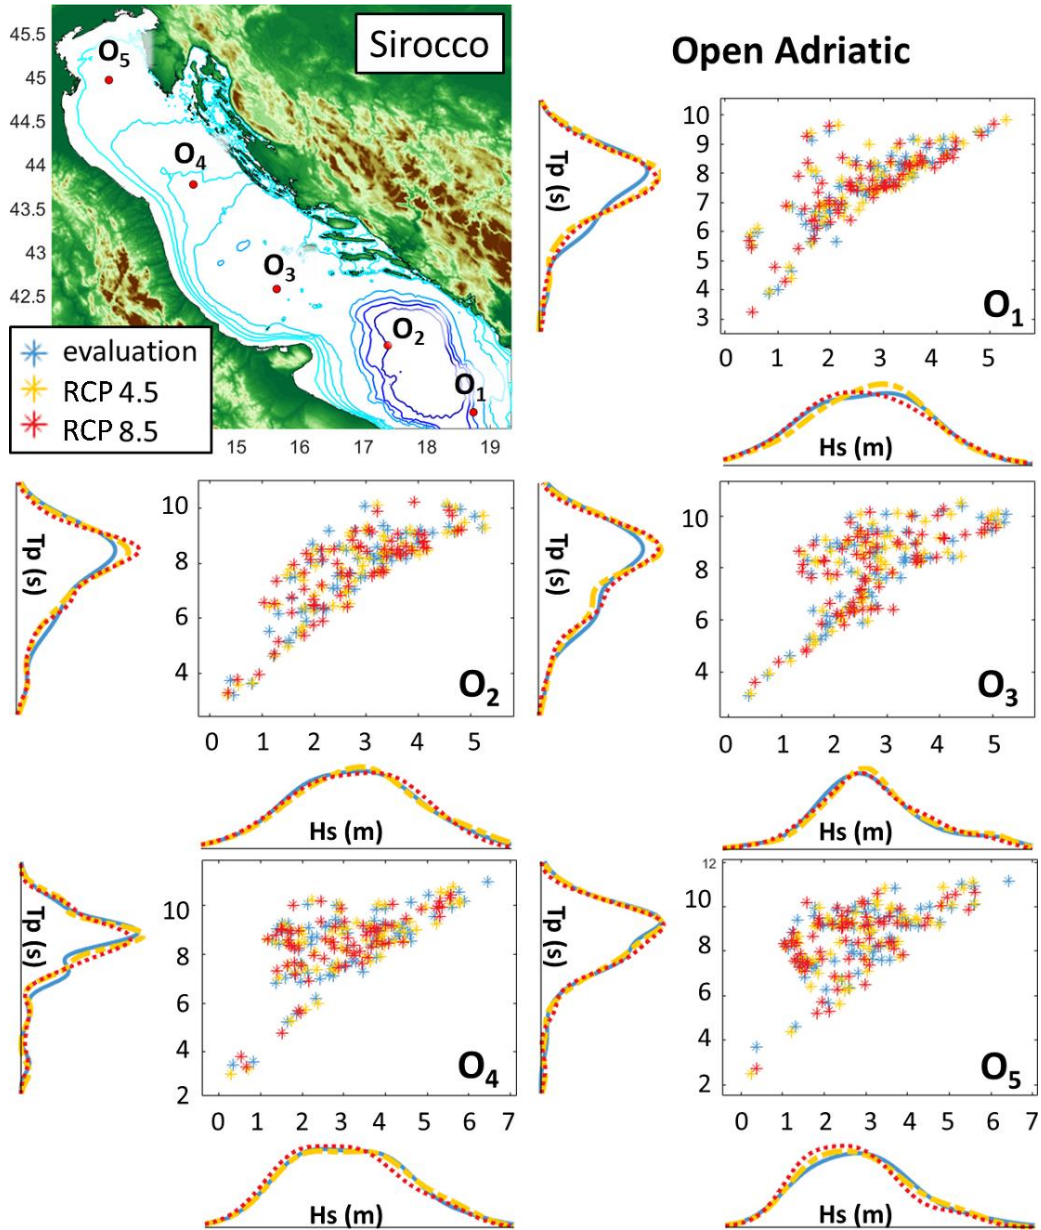 Sirocco
Open Adriatic
45.5
45
44.5
44
43.5
43
42.5
O5
O4
O3
O2
O1
evaluation
RCP 4.5
RCP 8.5
15 16 17 18 19
Tp (s)
10
9
8
7
6
5
4
3
O1
0 1 2 3 4 5
Hs (m)
Tp (s)
10
8
6
4
O2
0 1 2 3 4 5
Hs (m)
Tp (s)
10
8
6
4
O3
0 1 2 3 4 5
Hs (m)
Tp (s)
10
8
6
4
2
O4
0 1 2 3 4 5 6 7
Hs (m)
Tp (s)
12
10
8
6
4
2
O5
0 1 2 3 4 5 6 7
Hs (m)